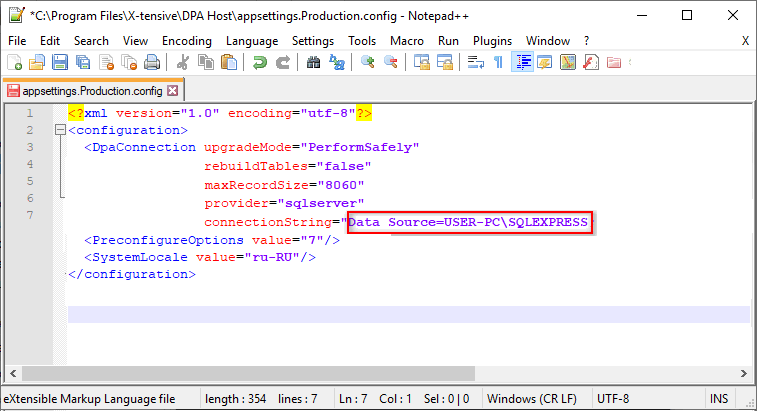 *C:\Program Files\X-tensive\DPA Host\appsettings.Production.config - Notepad++
File Edit Search View Encoding Language Settings Tools Macro Run Plugins Window ? X
appsettings.Production.config
1 <?xml version="1.0" encoding="utf-8"?>
2 <configuration>
3 <DpaConnection upgradeMode="PerformSafely"
4 rebuildTables="false"
5 maxRecordSize="8060"
6 provider="sqlserver"
7 connectionString="Data Source=USER-PC\SQLEXPRESS
<PreconfigureOptions value="7"/>
<SystemLocale value="ru-RU"/>
</configuration>
eXtensible Markup Language file length : 354 lines : 7 Ln : 7 Col : 1 Sel : 0 | 0 Windows (CR LF) UTF-8 INS